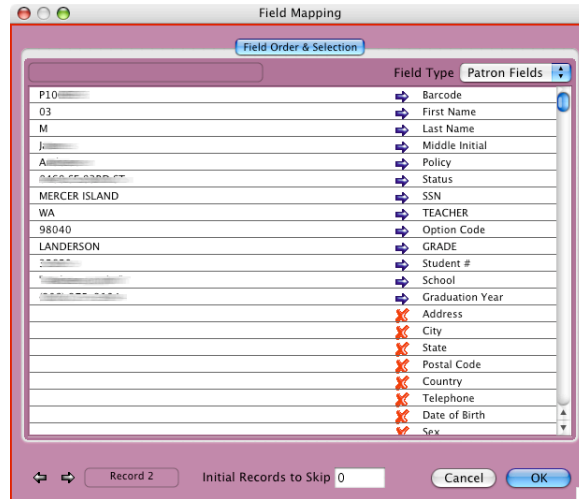 Field Mapping
Field Order & Selection
Field Type Patron Fields
P10 Barcode
03 First Name
M Last Name
Middle Initial
Policy
Status
MERCER ISLAND SSN
WA TEACHER
98040 Option Code
LANDERSON GRADE
Student #
School
Graduation Year
Address
City
State
Postal Code
Country
Telephone
Date of Birth
Sex
Record 2 Initial Records to Skip 0 Cancel OK